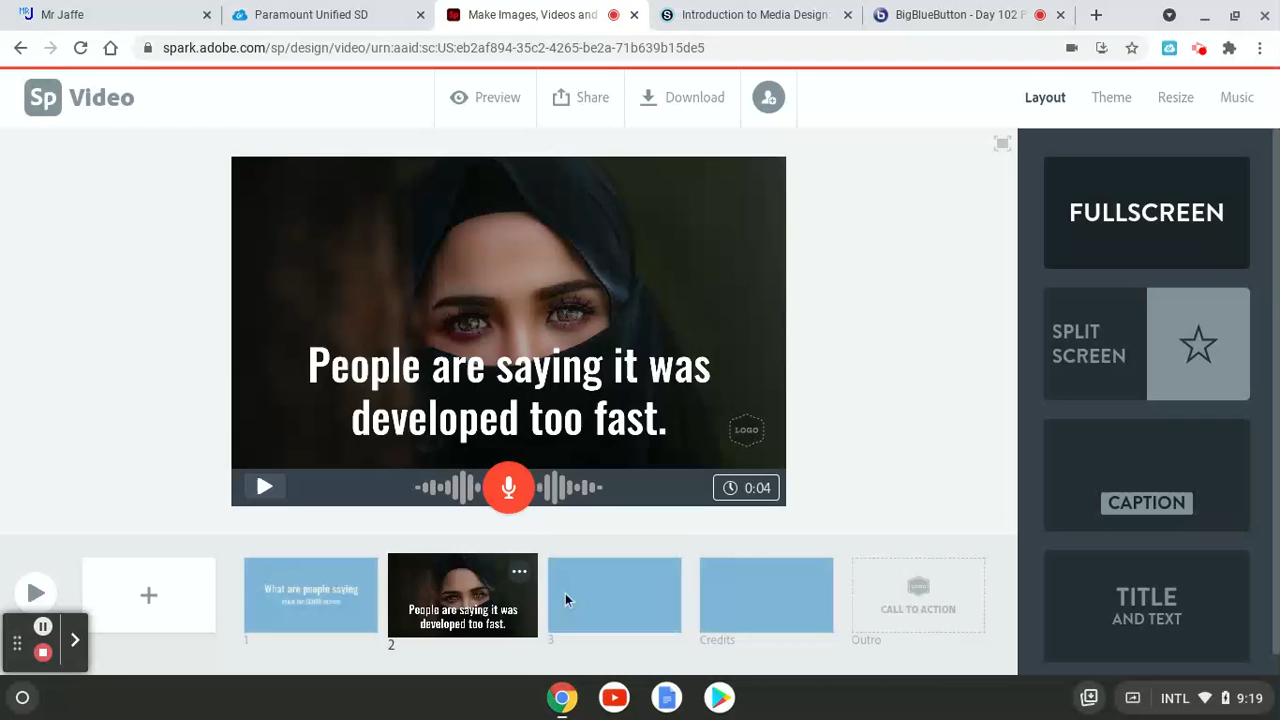 Mr Jaffe
Paramount Unified SD
Make Images, Videos and
Introduction to Media Design
BigBlueButton - Day 102 P
spark.adobe.com/sp/design/video/urn:aaid:sc:US:eb2af894-35c2-4265-be2a-71b639b15de5
Sp Video
Preview
Share
Download
Layout
Theme
Resize
Music
People are saying it was
developed too fast.
LOGO
0:04
FULLSCREEN
SPLIT
SCREEN
CAPTION
TITLE
AND TEXT
What are people saying
People are saying it was
developed too fast.
LOGO
CALL TO ACTION
1
2
3
Credits
Outro
INTL
9:19